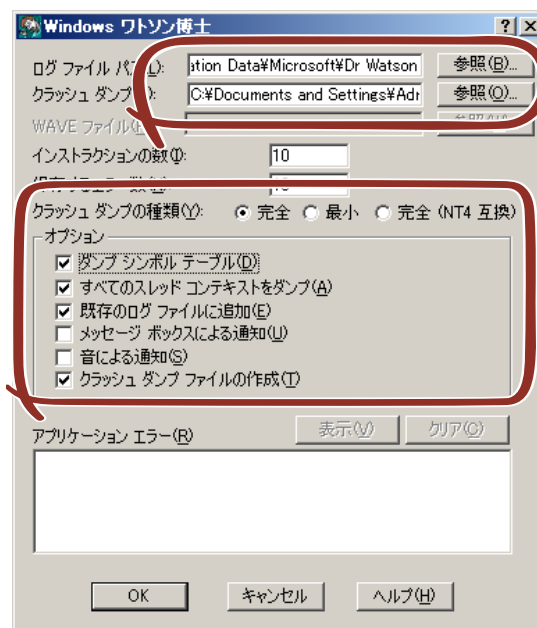 Windows ワトソン博士
ログ ファイル パス(L): ation Data¥Microsoft¥Dr Watson 参照(B)...
クラッシュ ダンプ(: C:¥Documents and Settings¥Adr 参照(O)...
WAVE ファイル(
インストラクションの数(I): 10
クラッシュ ダンプの種類(Y): 完全 最小 完全 (NT4 互換)
オプション
ダンプ シンボル テーブル(D)
すべてのスレッド コンテキストをダンプ(A)
既存のログ ファイルに追加(E)
メッセージ ボックスによる通知(U)
音による通知(S)
クラッシュ ダンプ ファイルの作成(T)
アプリケーション エラー(R) 表示(V) クリア(C)
OK キャンセル ヘルプ(H)